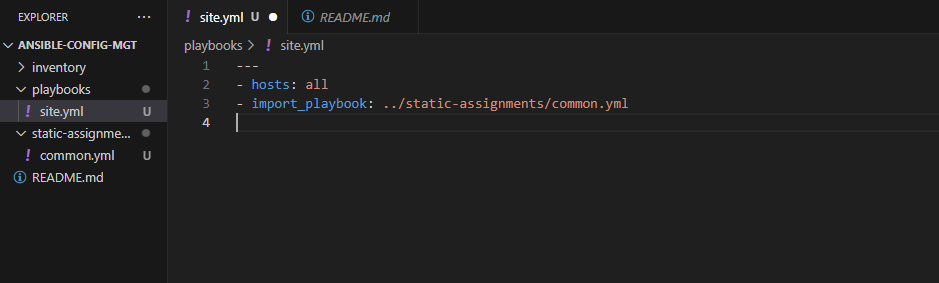 EXPLORER ···
ANSIBLE-CONFIG-MGT
inventory
playbooks
! site.yml U
static-assignme...
! common.yml U
README.md
! site.yml U
README.md
playbooks > ! site.yml
1 ---
2 - hosts: all
3 - import_playbook: ../static-assignments/common.yml
4